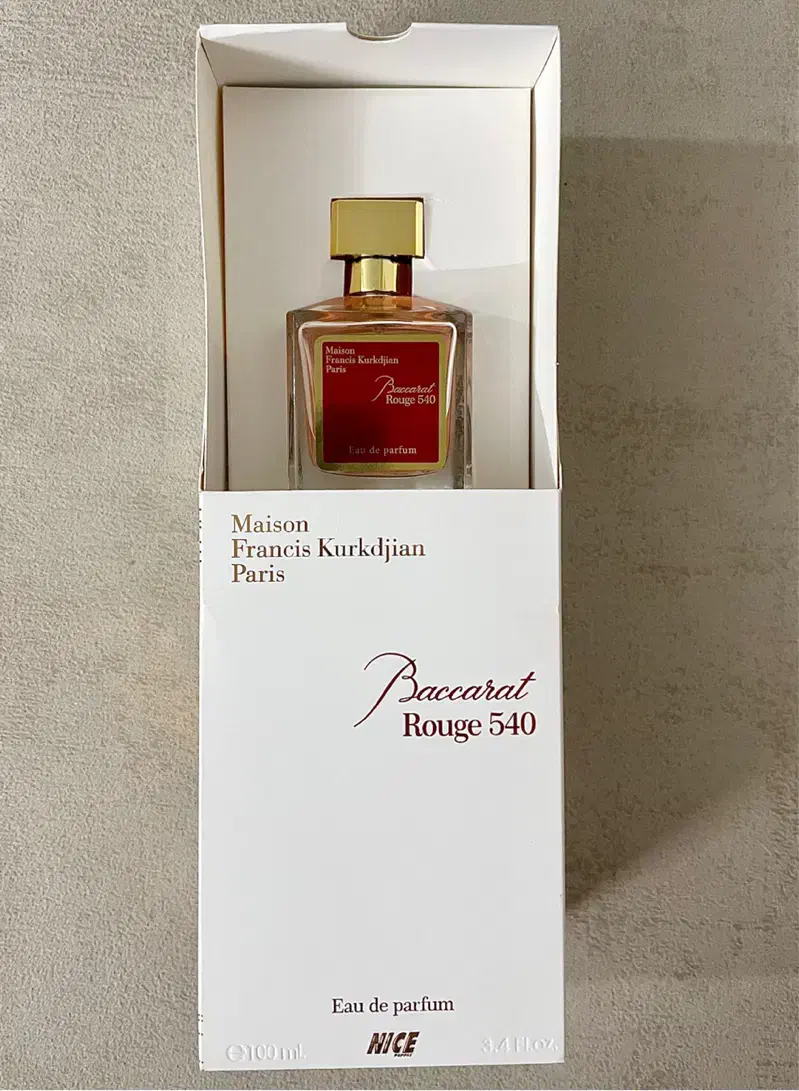 Maison
Francis Kurkdjian
Paris
Baccarat
Rouge 540
Eau de parfum
Maison
Francis Kurkdjian
Paris
Baccarat
Rouge 540
Eau de parfum
℮100 ml.
NICE
3.4 Fl.oz.